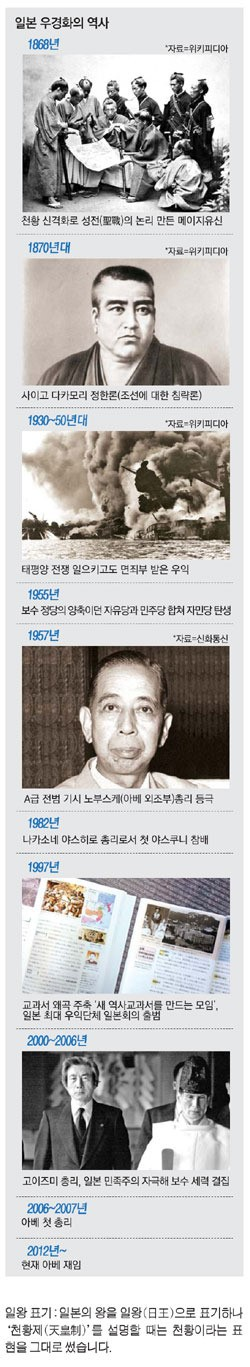 일본 우경화의 역사
1868년
*자료=위키피디아
천황 신격화로 성전(聖戰)의 논리 만든 메이지유신
1870년대
*자료=위키피디아
사이고 다카모리 정한론(조선에 대한 침략론)
1930~50년대
*자료=위키피디아
태평양 전쟁 일으키고도 면죄부 받은 우익
1955년
보수 정당의 양축이던 자유당과 민주당 합쳐 자민당 탄생
1957년
*자료=신화통신
A급 전범 기시 노부스케(아베 외조부)총리 등극
1982년
나카소네 야스히로 총리로서 첫 야스쿠니 참배
1997년
교과서 왜곡 주축 ‘새 역사교과서를 만드는 모임’,
일본 최대 우익단체 일본회의 출범
2000~2006년
고이즈미 총리, 일본 민족주의 자극해 보수 세력 결집
2006~2007년
아베 첫 총리
2012년~
현재 아베 재임
일왕 표기 : 일본의 왕을 일왕(日王)으로 표기하나
‘천황제(天皇制)’를 설명할 때는 천황이라는 표
현을 그대로 썼습니다.